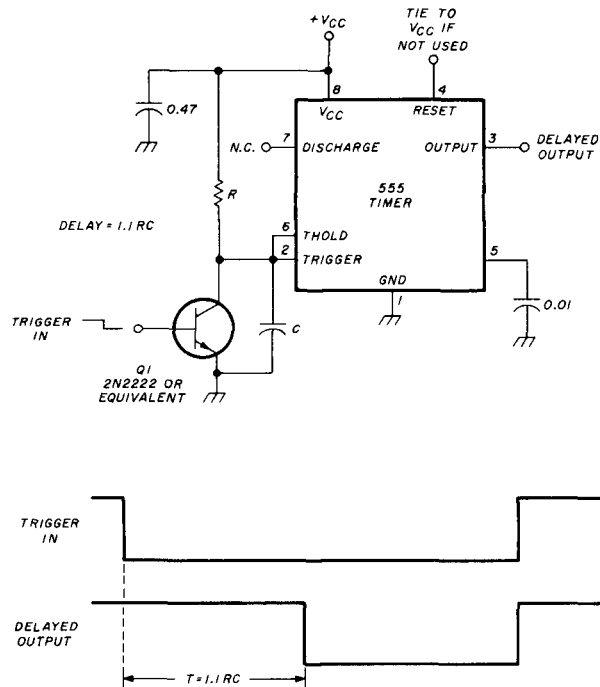 +VCC
TIE TO
VCC IF
NOT USED
8
4
VCC
RESET
0.47
N.C.
7
DISCHARGE
OUTPUT
3
DELAYED
OUTPUT
R
555
TIMER
DELAY = 1.1 RC
6
THOLD
2
TRIGGER
5
GND
1
0.01
TRIGGER
IN
C
Q1
2N2222 OR
EQUIVALENT
TRIGGER
IN
DELAYED
OUTPUT
T = 1.1 RC